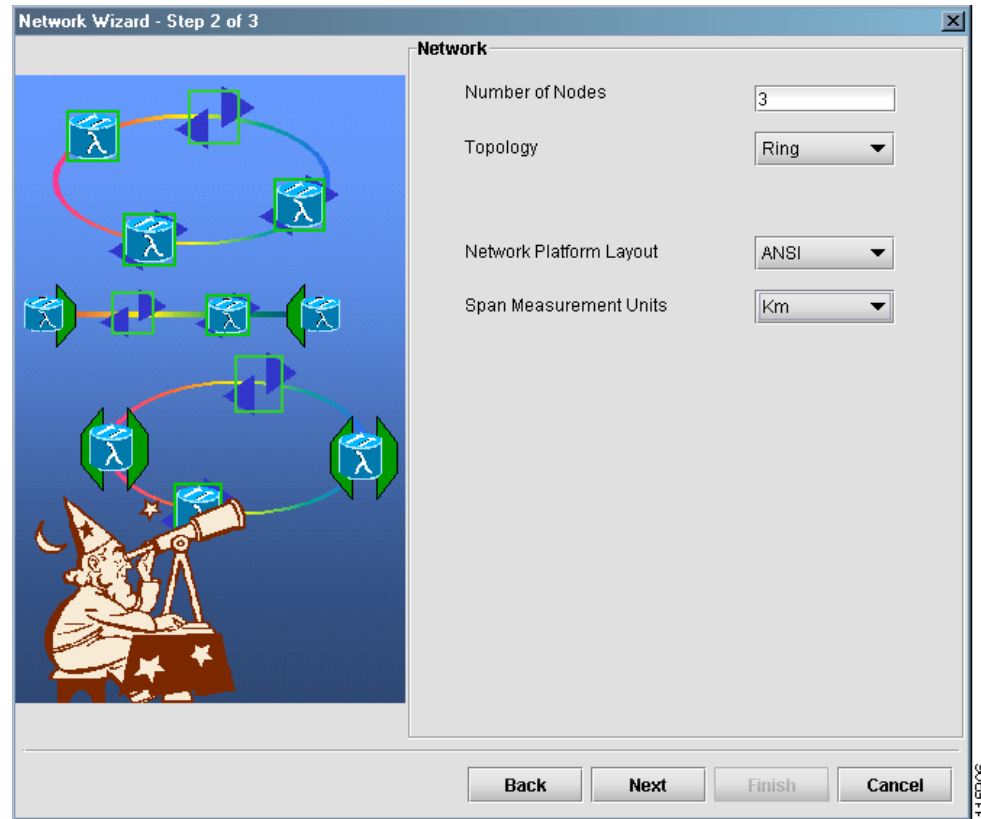 Network Wizard - Step 2 of 3
Network
Number of Nodes
3
Topology
Ring
Network Platform Layout
ANSI
Span Measurement Units
Km
λ
λ
λ
λ
λ
λ
λ
λ
Back
Next
Finish
Cancel